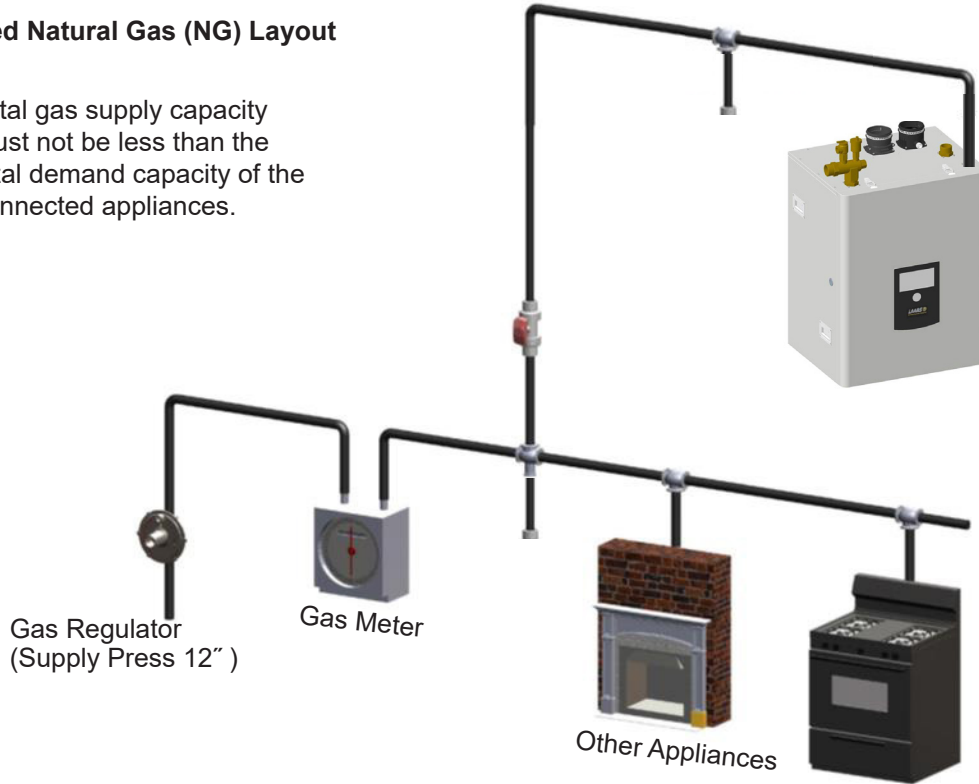 ed Natural Gas (NG) Layout
tal gas supply capacity
ust not be less than the
tal demand capacity of the
nnected appliances.
Gas Regulator
(Supply Press 12˝ )
Gas Meter
Other Appliances